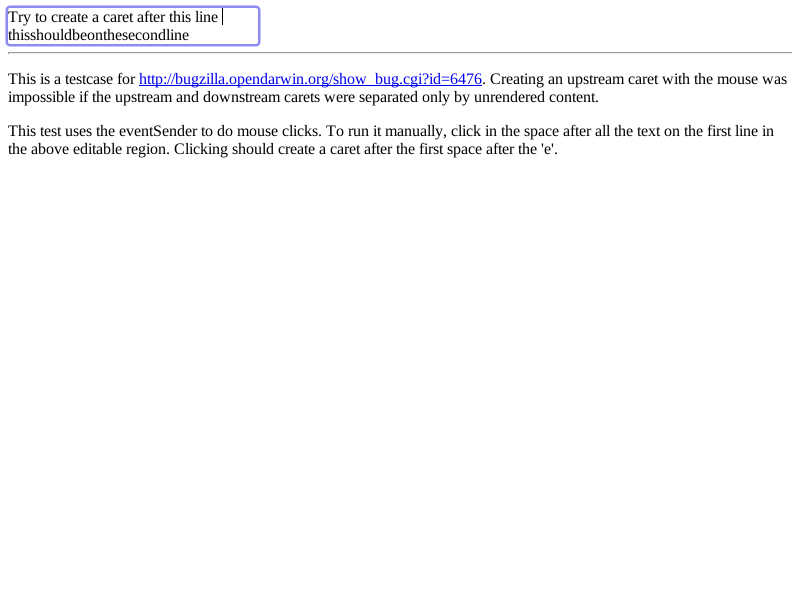 Try to create a caret after this line
thisshouldbeonthesecondline
This is a testcase for http://bugzilla.opendarwin.org/show_bug.cgi?id=6476. Creating an upstream caret with the mouse was
impossible if the upstream and downstream carets were separated only by unrendered content.
This test uses the eventSender to do mouse clicks. To run it manually, click in the space after all the text on the first line in
the above editable region. Clicking should create a caret after the first space after the 'e'.